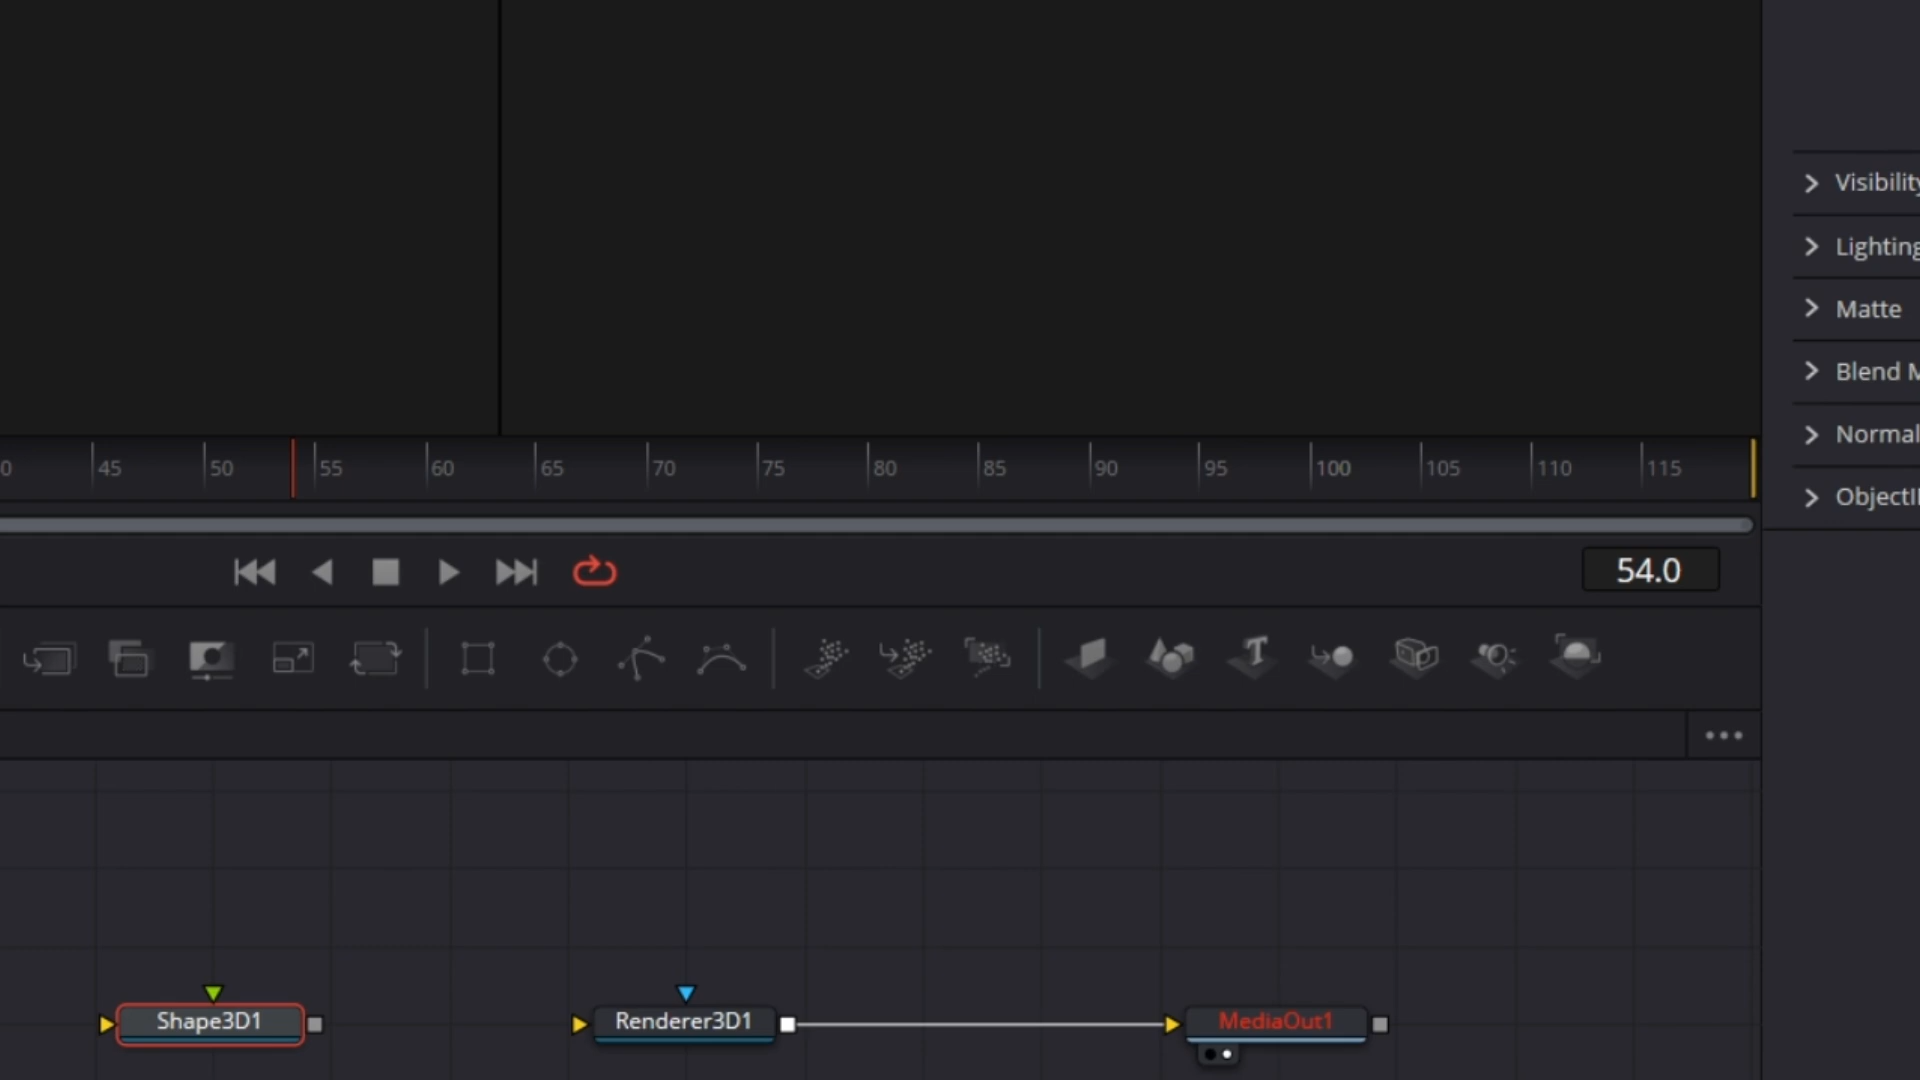 Visibility
Lighting
Matte
Blend M
Normal
ObjectI
0 45 50 55 60 65 70 75 80 85 90 95 100 105 110 115
54.0
T
Shape3D1 Renderer3D1 MediaOut1